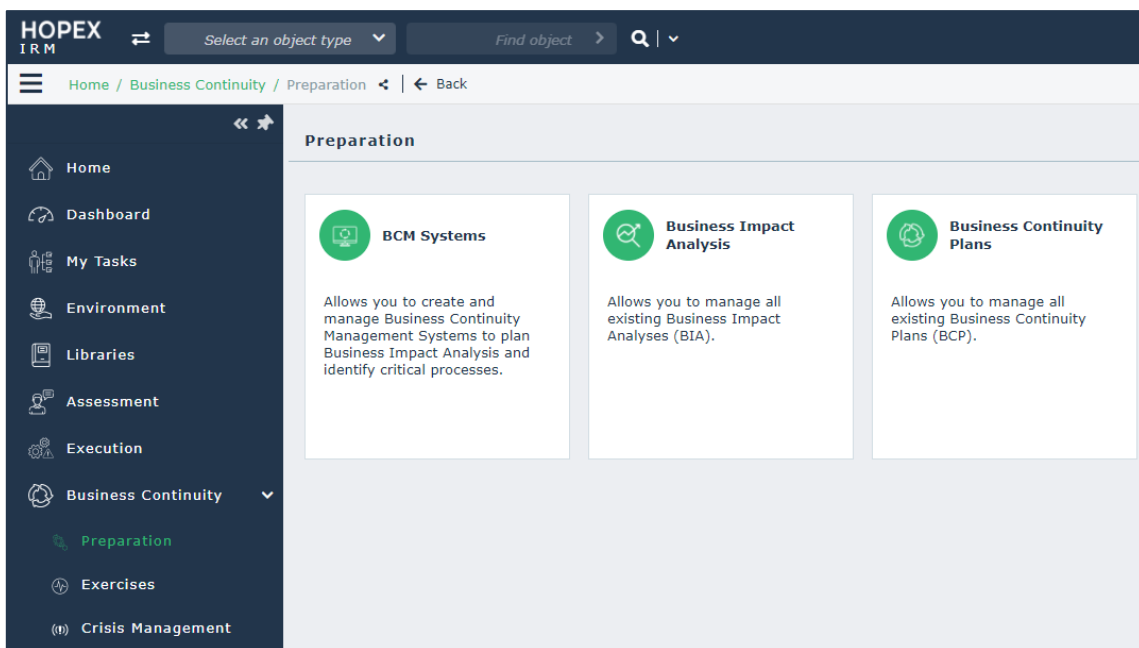 HOPEX
IRM
Select an object type
Find object
Home / Business Continuity / Preparation
Back
Preparation
Home
Dashboard
My Tasks
Environment
Libraries
Assessment
Execution
Business Continuity
Preparation
Exercises
Crisis Management
BCM Systems
Allows you to create and
manage Business Continuity
Management Systems to plan
Business Impact Analysis and
identify critical processes.
Business Impact
Analysis
Allows you to manage all
existing Business Impact
Analyses (BIA).
Business Continuity
Plans
Allows you to manage all
existing Business Continuity
Plans (BCP).